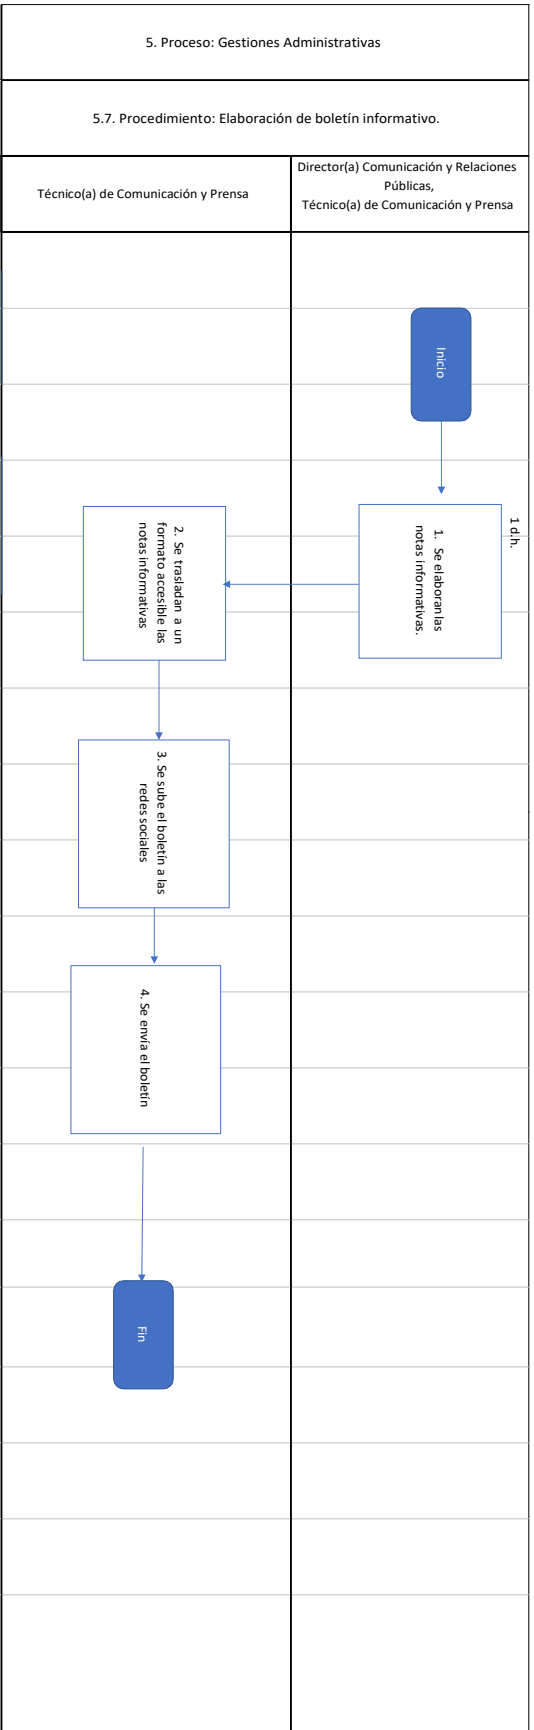 5. Proceso: Gestiones Administrativas
5.7. Procedimiento: Elaboración de boletín informativo.
Técnico(a) de Comunicación y Prensa
Director(a) Comunicación y Relaciones
Públicas,
Técnico(a) de Comunicación y Prensa
Inicio
1 d.h.
1. Se elaboran las
notas informativas.
2. Se trasladan a un
formato accesible las
notas informativas
3. Se sube el boletín a las
redes sociales
4. Se envía el boletín
Fin